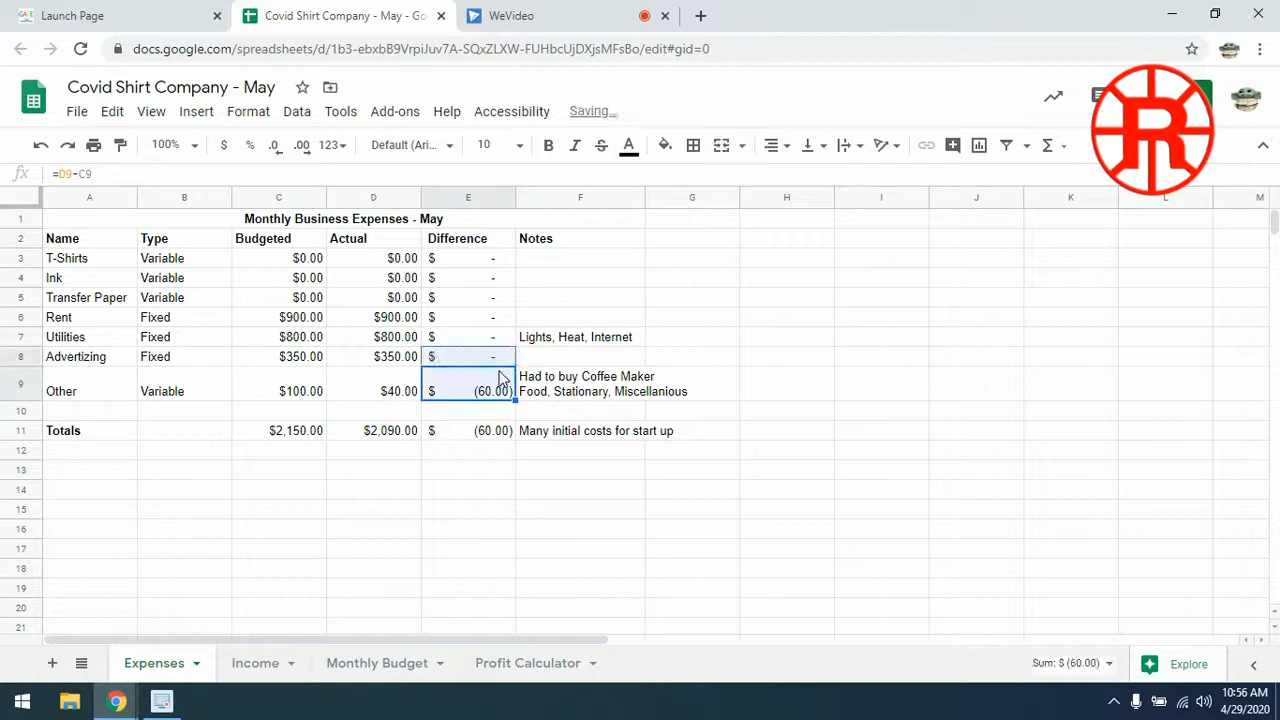 Launch Page
Covid Shirt Company - May - Go
WeVideo
docs.google.com/spreadsheets/d/1b3-ebxbB9VrpiJuv7A-SQxZLXW-FUHbcUjDXjsMFsBo/edit#gid=0
Covid Shirt Company - May
File Edit View Insert Format Data Tools Add-ons Help Accessibility Saving...
100% $ % .0 .00 123 Default (Ari... 10 B I S A
fx =D9-C9
A B C D E F G H I J K L M
1 Monthly Business Expenses - May
2 Name Type Budgeted Actual Difference Notes
3 T-Shirts Variable $0.00 $0.00 $ -
4 Ink Variable $0.00 $0.00 $ -
5 Transfer Paper Variable $0.00 $0.00 $ -
6 Rent Fixed $900.00 $900.00 $ -
7 Utilities Fixed $800.00 $800.00 $ - Lights, Heat, Internet
8 Advertizing Fixed $350.00 $350.00 $ -
Had to buy Coffee Maker
9 Other Variable $100.00 $40.00 $ (60.00) Food, Stationary, Miscellanious
10
11 Totals $2,150.00 $2,090.00 $ (60.00) Many initial costs for start up
12
13
14
15
16
17
18
19
20
21
Expenses Income Monthly Budget Profit Calculator Sum: $ (60.00) Explore
10:56 AM
4/29/2020
R